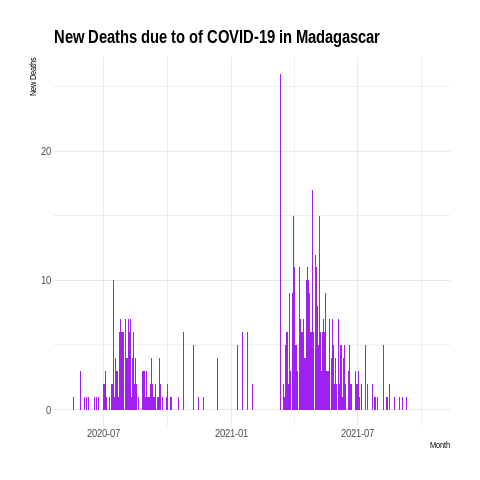 New Deaths due to of COVID-19 in Madagascar
New Deaths
20
10
0
2020-07 2021-01 2021-07
Month